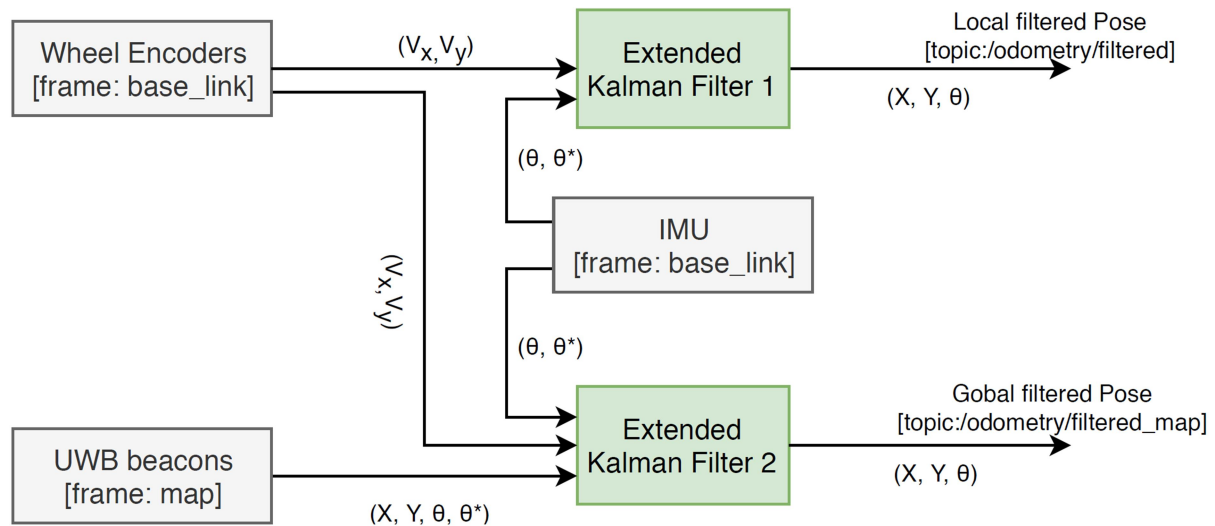 Wheel Encoders
[frame: base_link]
(Vx,Vy)
Extended
Kalman Filter 1
Local filtered Pose
[topic:/odometry/filtered]
(X, Y, θ)
(θ, θ*)
IMU
[frame: base_link]
(Vx,Vy)
(θ, θ*)
UWB beacons
[frame: map]
(X, Y, θ, θ*)
Extended
Kalman Filter 2
Gobal filtered Pose
[topic:/odometry/filtered_map]
(X, Y, θ)